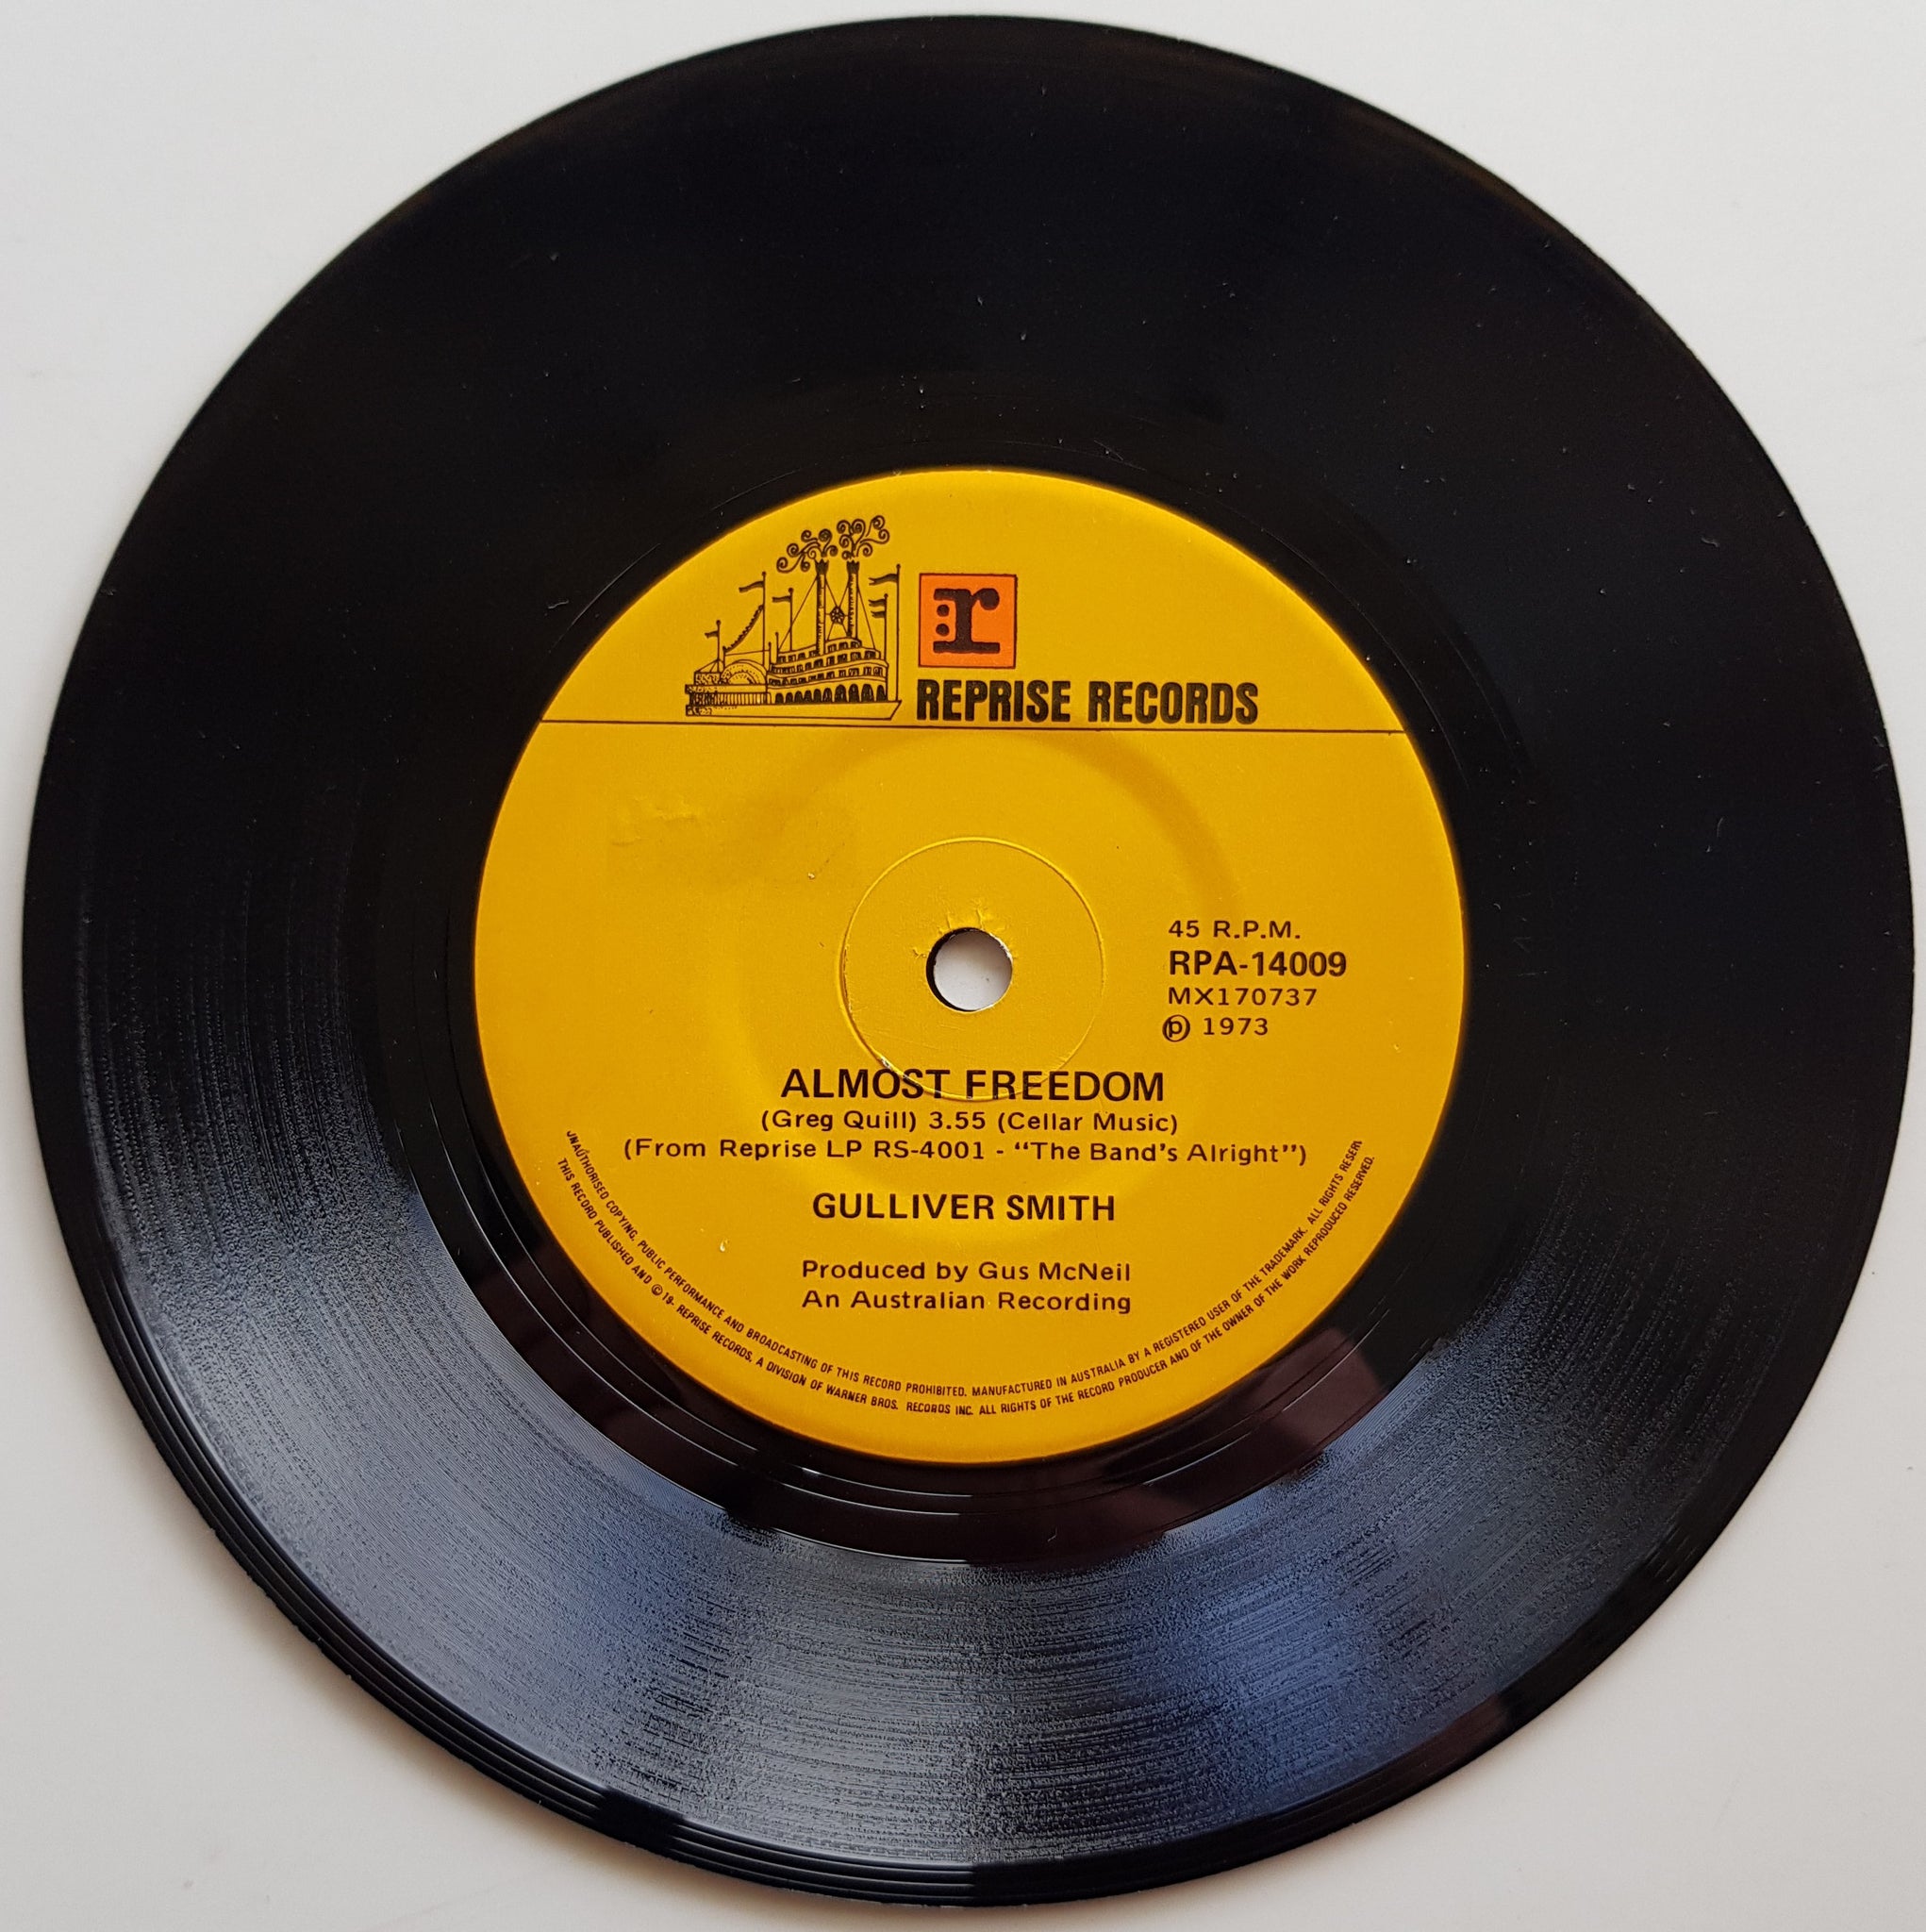 r
REPRISE RECORDS
45 R.P.M.
RPA-14009
MX170737
℗ 1973
ALMOST FREEDOM
(Greg Quill) 3.55 (Cellar Music)
(From Reprise LP RS-4001 - “The Band's Alright”)
GULLIVER SMITH
Produced by Gus McNeil
An Australian Recording
UNAUTHORISED COPYING, PUBLIC PERFORMANCE AND BROADCASTING OF THIS RECORD PROHIBITED. MANUFACTURED IN AUSTRALIA BY A REGISTERED USER OF THE TRADEMARK. ALL RIGHTS RESERV
THIS RECORD PUBLISHED AND © 19- REPRISE RECORDS, A DIVISION OF WARNER BROS. RECORDS INC. ALL RIGHTS OF THE RECORD PRODUCER AND OF THE OWNER OF THE WORK REPRODUCED RESERVED.